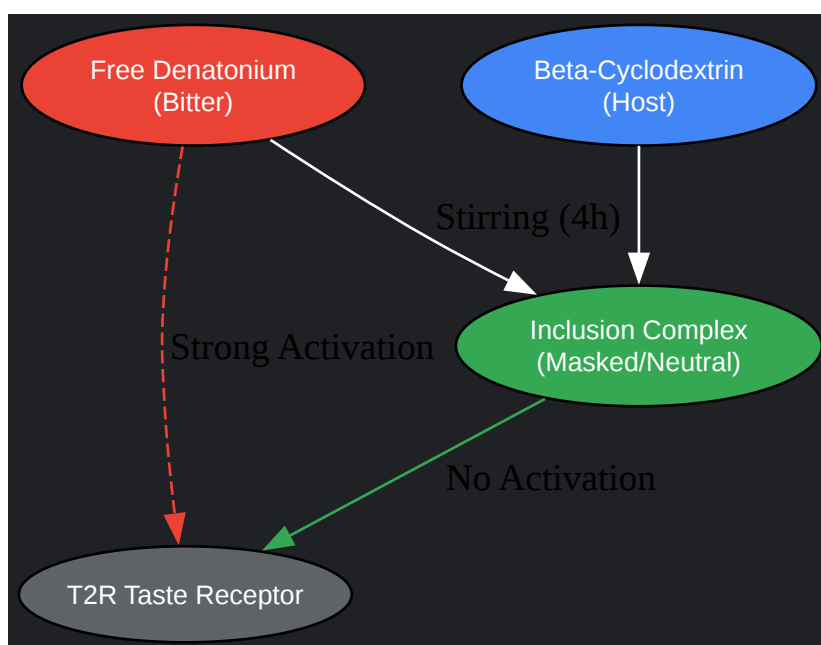 Free Denatonium
(Bitter)
Beta-Cyclodextrin
(Host)
Stirring (4h)
Strong Activation
Inclusion Complex
(Masked/Neutral)
No Activation
T2R Taste Receptor